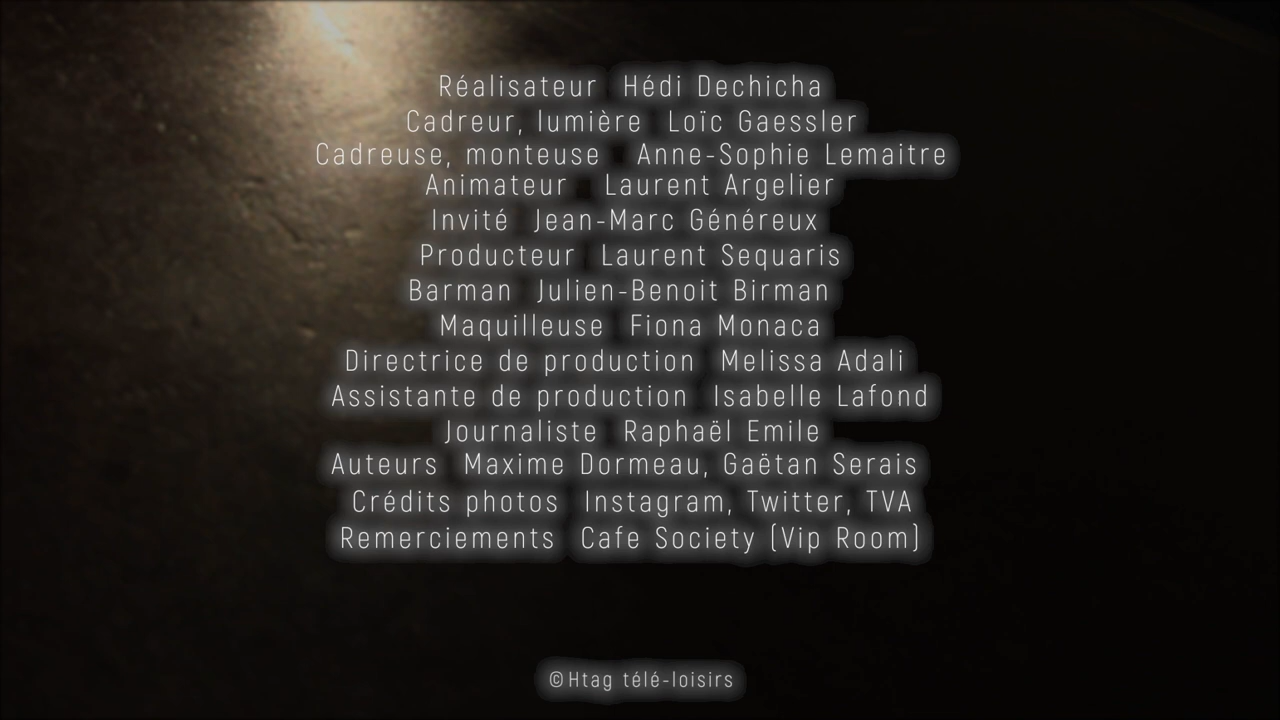 Réalisateur Hédi Dechicha
Cadreur, lumière Loïc Gaessler
Cadreuse, monteuse Anne-Sophie Lemaitre
Animateur Laurent Argelier
Invité Jean-Marc Généreux
Producteur Laurent Sequaris
Barman Julien-Benoit Birman
Maquilleuse Fiona Monaca
Directrice de production Melissa Adali
Assistante de production Isabelle Lafond
Journaliste Raphaël Emile
Auteurs Maxime Dormeau, Gaëtan Serais
Crédits photos Instagram, Twitter, TVA
Remerciements Cafe Society (Vip Room)
©Htag télé-loisirs